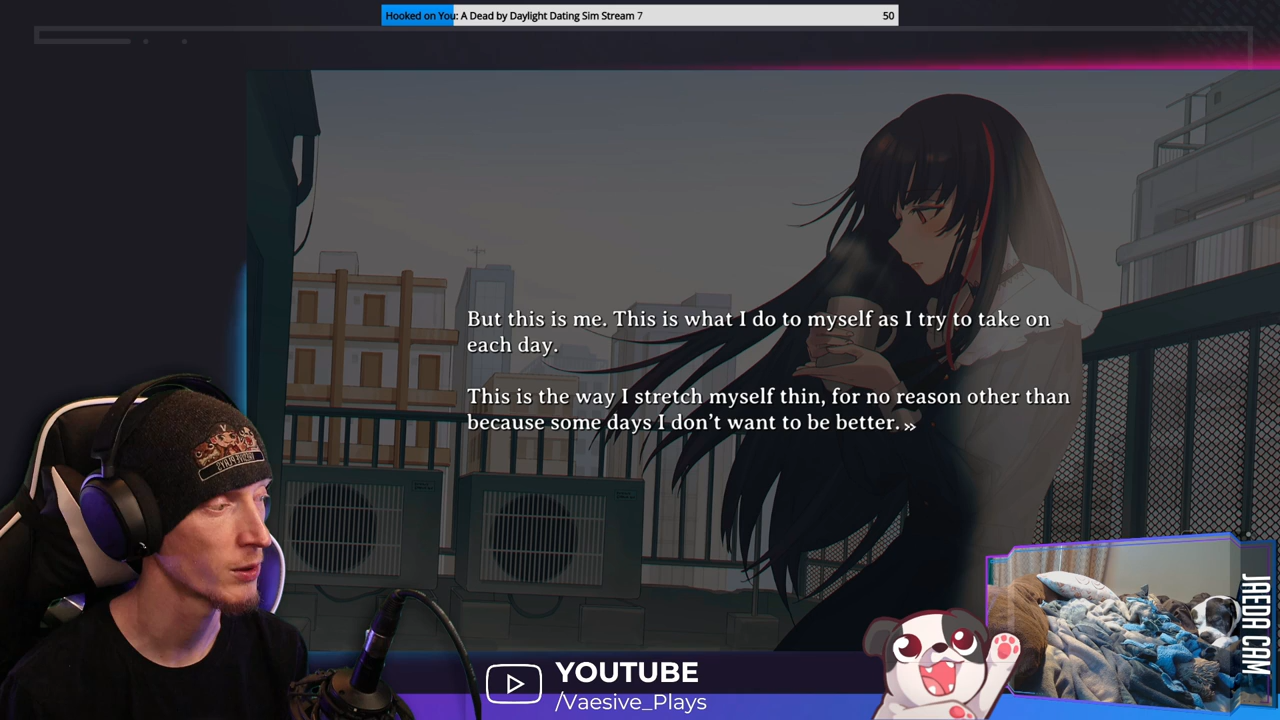 Hooked on You: A Dead by Daylight Dating Sim Stream 7
50
But this is me. This is what I do to myself as I try to take on
each day.
This is the way I stretch myself thin, for no reason other than
because some days I don't want to be better. »
YOUTUBE
/Vaesive_Plays
JAEDA CAM